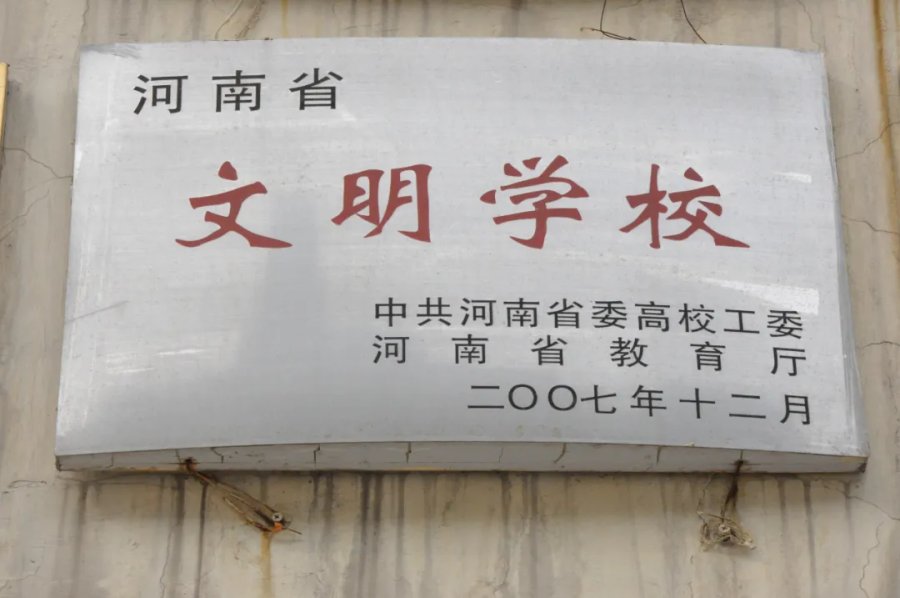 河南省
文明学校
中共河南省委高校工委
河南省教育厅
二〇〇七年十二月